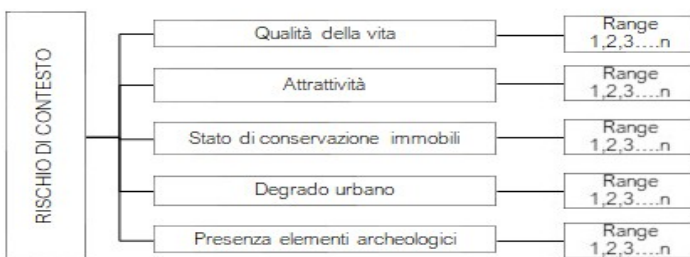 RISCHIO DI CONTESTO
Qualità della vita
Range
1,2,3....n
Attrattività
Range
1,2,3....n
Stato di conservazione immobili
Range
1,2,3....n
Degrado urbano
Range
1,2,3....n
Presenza elementi archeologici
Range
1,2,3....n